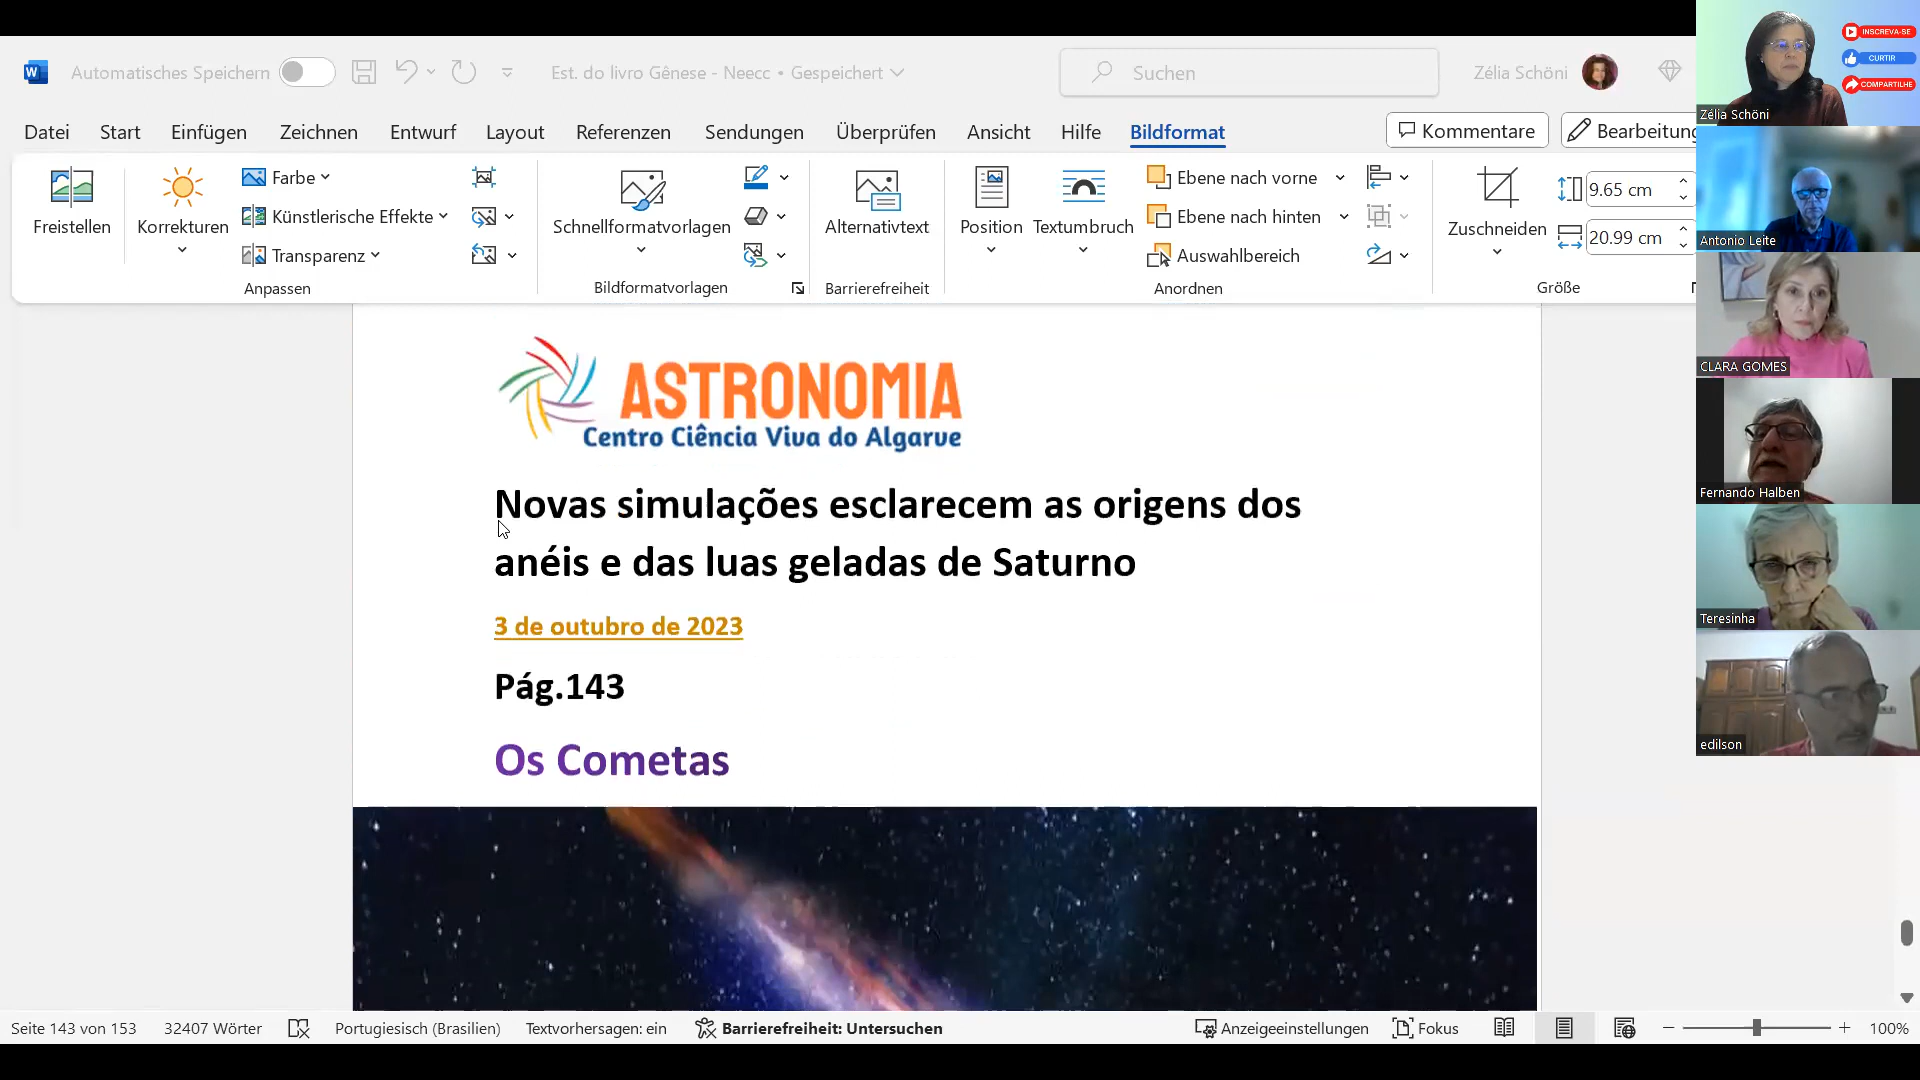 Automatisches Speichern
Est. do livro Gênese - Neecc • Gespeichert
Suchen
Zélia Schöni
Datei Start Einfügen Zeichnen Entwurf Layout Referenzen Sendungen Überprüfen Ansicht Hilfe Bildformat
Kommentare
Bearbeitung
Freistellen
Korrekturen
Farbe
Künstlerische Effekte
Transparenz
Anpassen
Schnellformatvorlagen
Bildformatvorlagen
Alternativtext
Barrierefreiheit
Position
Textumbruch
Ebene nach vorne
Ebene nach hinten
Auswahlbereich
Anordnen
Zuschneiden
9.65 cm
20.99 cm
Größe
ASTRONOMIA
Centro Ciência Viva do Algarve
Novas simulações esclarecem as origens dos
anéis e das luas geladas de Saturno
3 de outubro de 2023
Pág.143
Os Cometas
Seite 143 von 153 32407 Wörter Portugiesisch (Brasilien) Textvorhersagen: ein Barrierefreiheit: Untersuchen Anzeigeeinstellungen Fokus 100%
INSCREVA-SE
CURTIR
COMPARTILHE
Zélia Schöni
Antonio Leite
CLARA GOMES
Fernando Halben
Teresinha
edilson